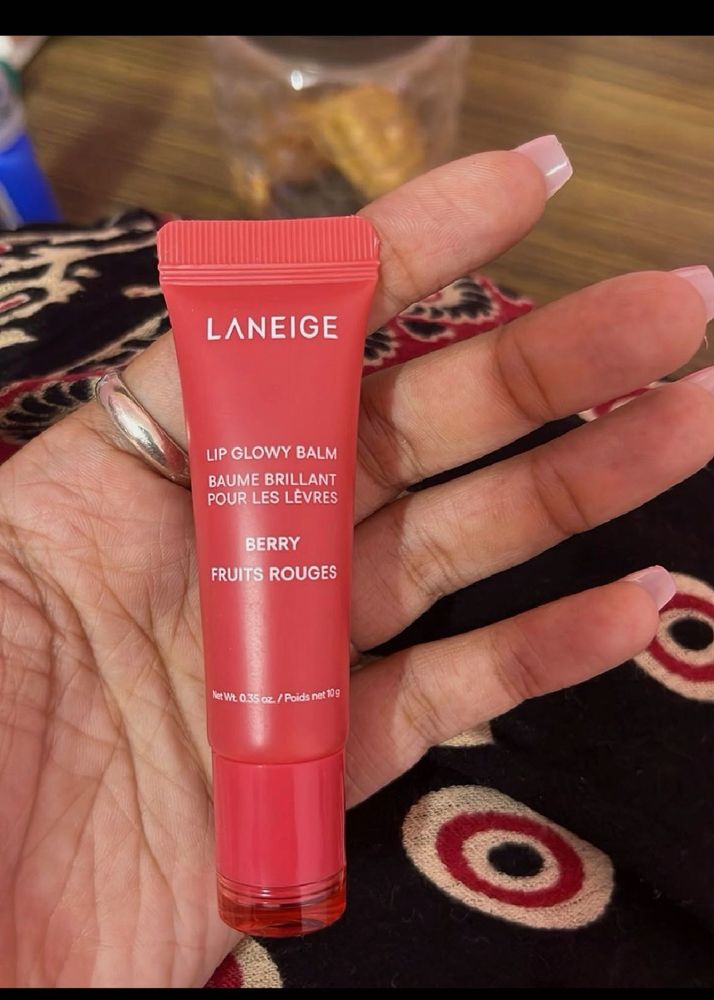 LANEIGE
LIP GLOWY BALM
BAUME BRILLANT
POUR LES LÈVRES
BERRY
FRUITS ROUGES
Net Wt. 0.35 oz. / Poids net 10 g